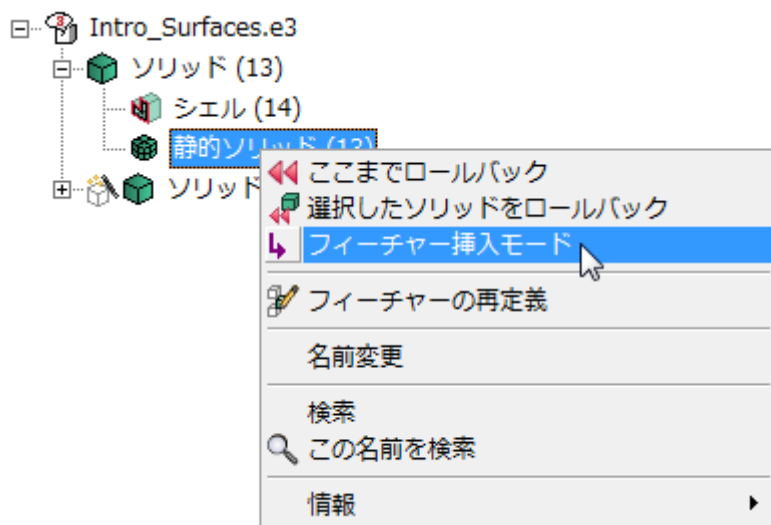 Intro_Surfaces.e3
ソリッド (13)
シェル (14)
静的ソリッド (13)
ソリッド
ここまでロールバック
選択したソリッドをロールバック
フィーチャー挿入モード
フィーチャーの再定義
名前変更
検索
この名前を検索
情報